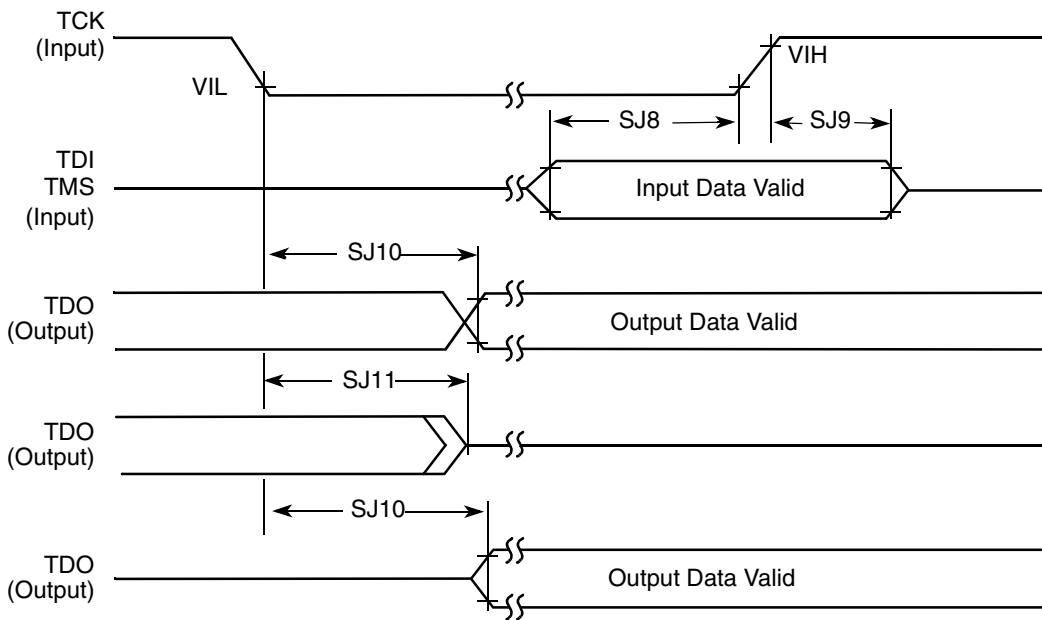 TCK
(Input)
VIL
VIH
SJ8
SJ9
TDI
TMS
(Input)
Input Data Valid
SJ10
TDO
(Output)
Output Data Valid
SJ11
TDO
(Output)
SJ10
TDO
(Output)
Output Data Valid